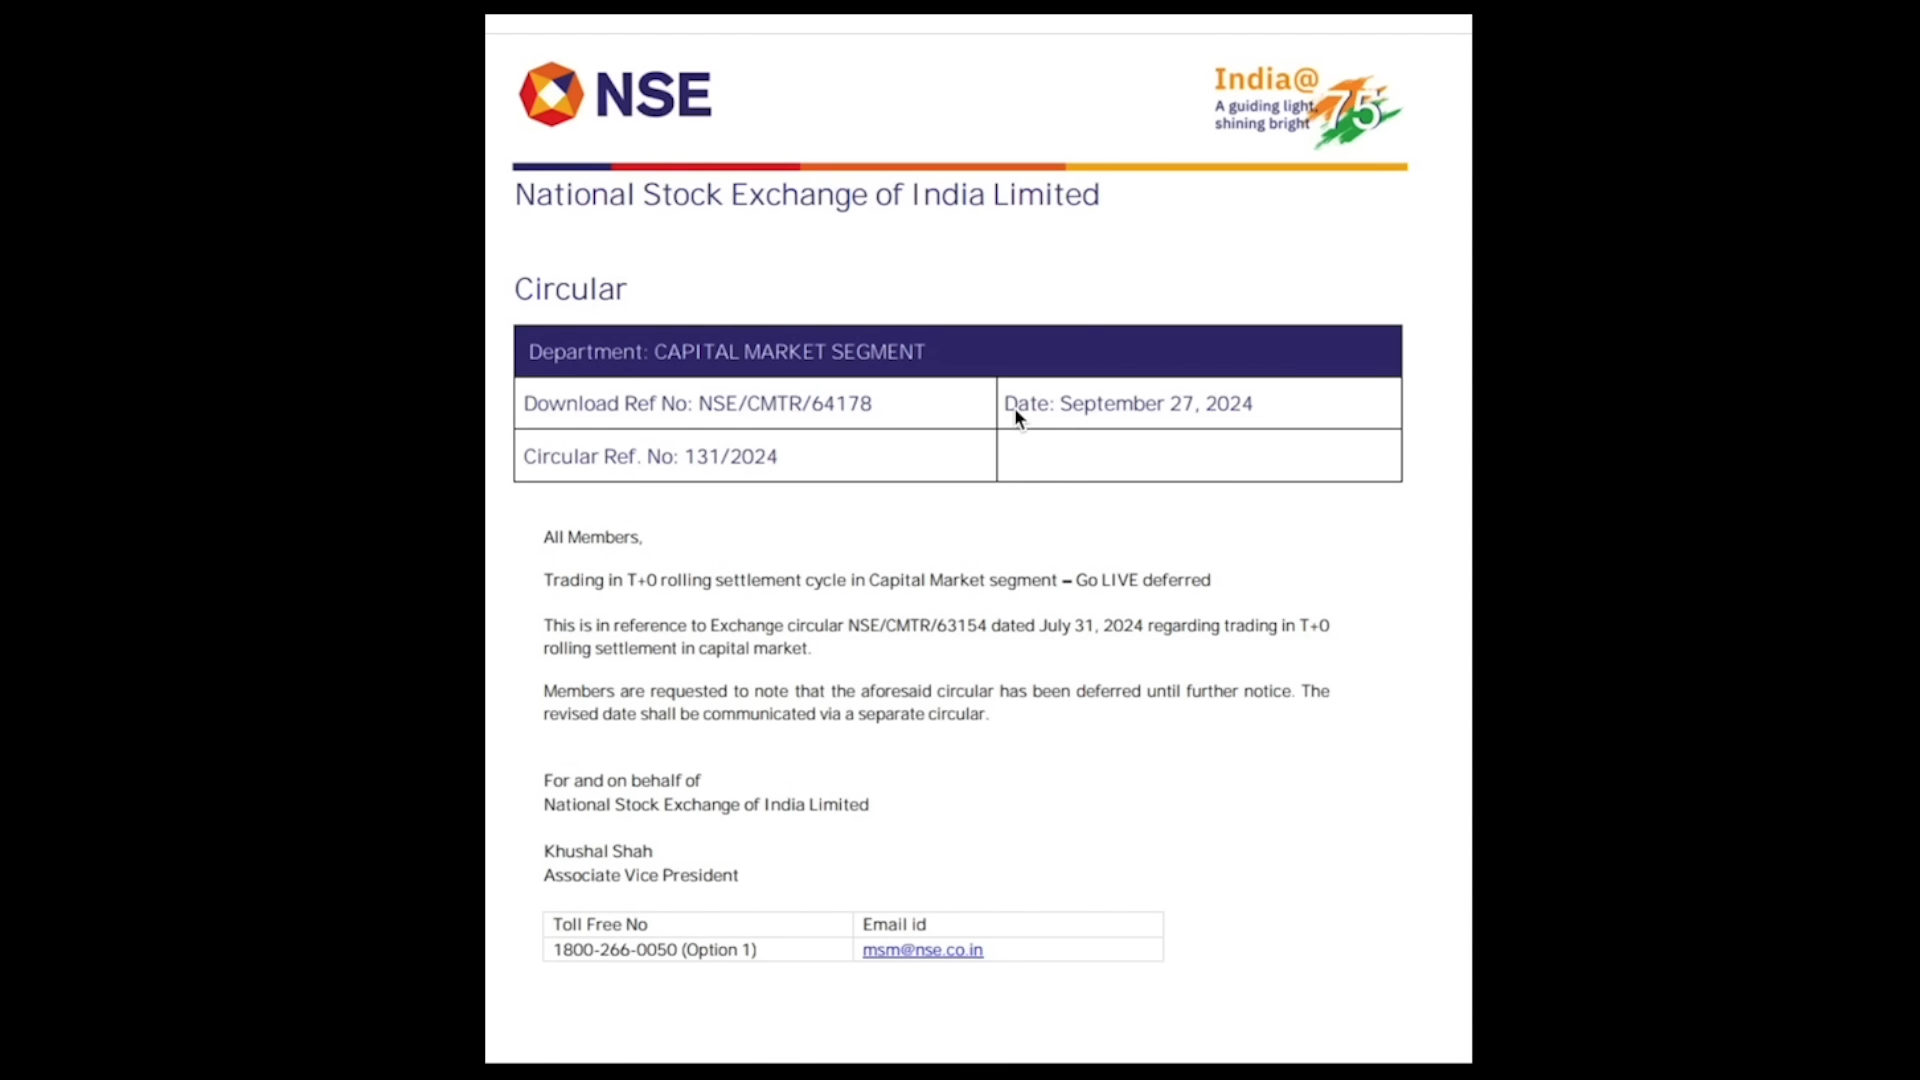 NSE
India@
75
A guiding light,
shining bright
National Stock Exchange of India Limited
Circular
Department: CAPITAL MARKET SEGMENT
Download Ref No: NSE/CMTR/64178
Date: September 27, 2024
Circular Ref. No: 131/2024
All Members,
Trading in T+0 rolling settlement cycle in Capital Market segment – Go LIVE deferred
This is in reference to Exchange circular NSE/CMTR/63154 dated July 31, 2024 regarding trading in T+0
rolling settlement in capital market.
Members are requested to note that the aforesaid circular has been deferred until further notice. The
revised date shall be communicated via a separate circular.
For and on behalf of
National Stock Exchange of India Limited
Khushal Shah
Associate Vice President
Toll Free No
Email id
1800-266-0050 (Option 1)
msm@nse.co.in